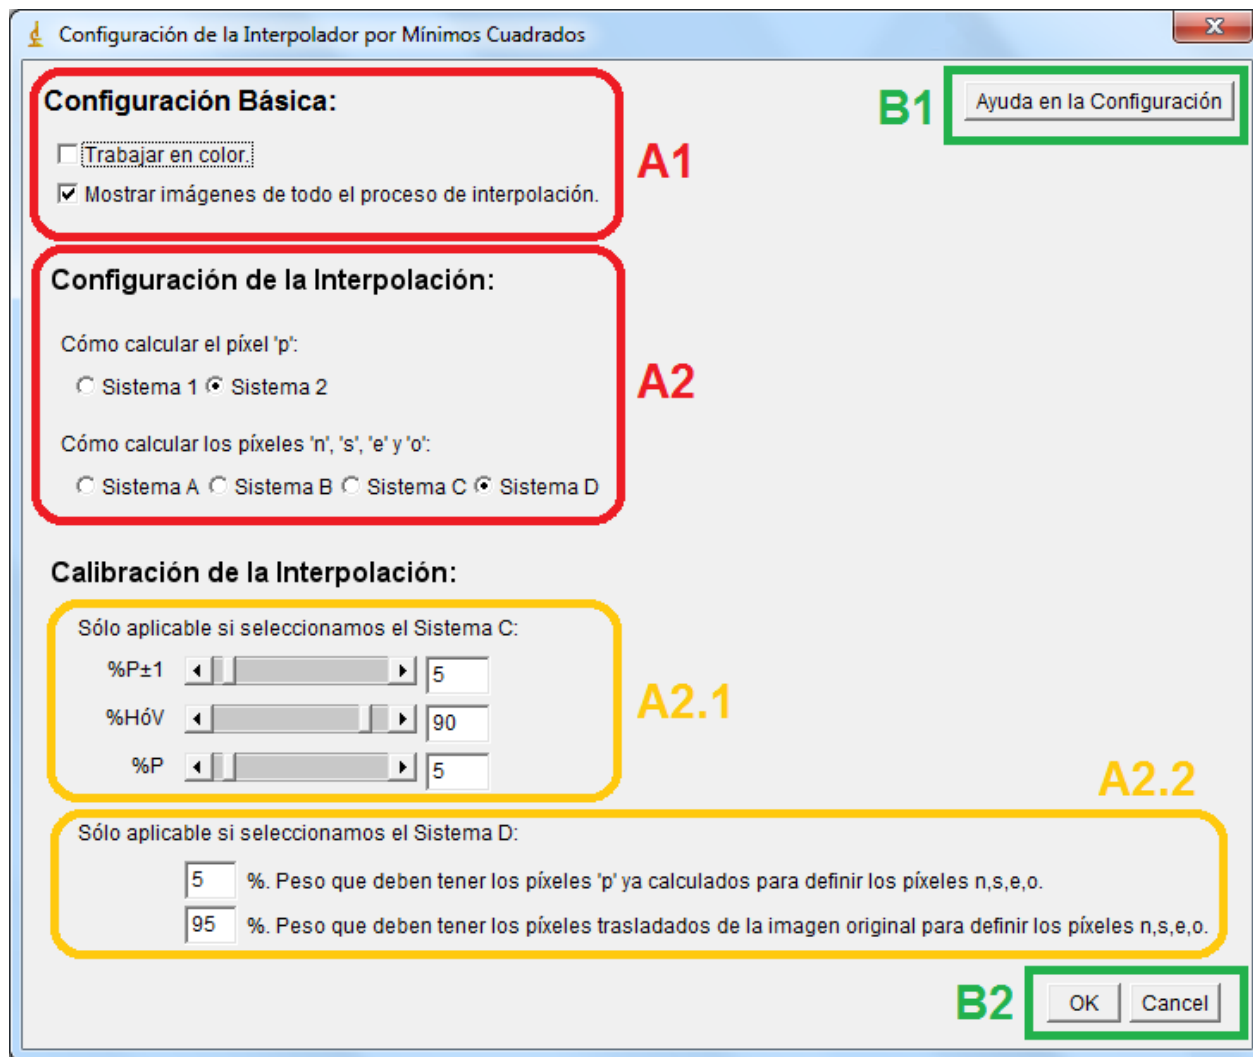 Configuración de la Interpolador por Mínimos Cuadrados
Configuración Básica:
B1
Ayuda en la Configuración
Trabajar en color.
A1
Mostrar imágenes de todo el proceso de interpolación.
Configuración de la Interpolación:
Cómo calcular el píxel 'p':
Sistema 1 Sistema 2
A2
Cómo calcular los píxeles 'n', 's', 'e' y 'o':
Sistema A Sistema B Sistema C Sistema D
Calibración de la Interpolación:
Sólo aplicable si seleccionamos el Sistema C:
%P±1 5
A2.1
%HóV 90
%P 5
A2.2
Sólo aplicable si seleccionamos el Sistema D:
5 %. Peso que deben tener los píxeles 'p' ya calculados para definir los píxeles n,s,e,o.
95 %. Peso que deben tener los píxeles trasladados de la imagen original para definir los píxeles n,s,e,o.
B2
OK Cancel